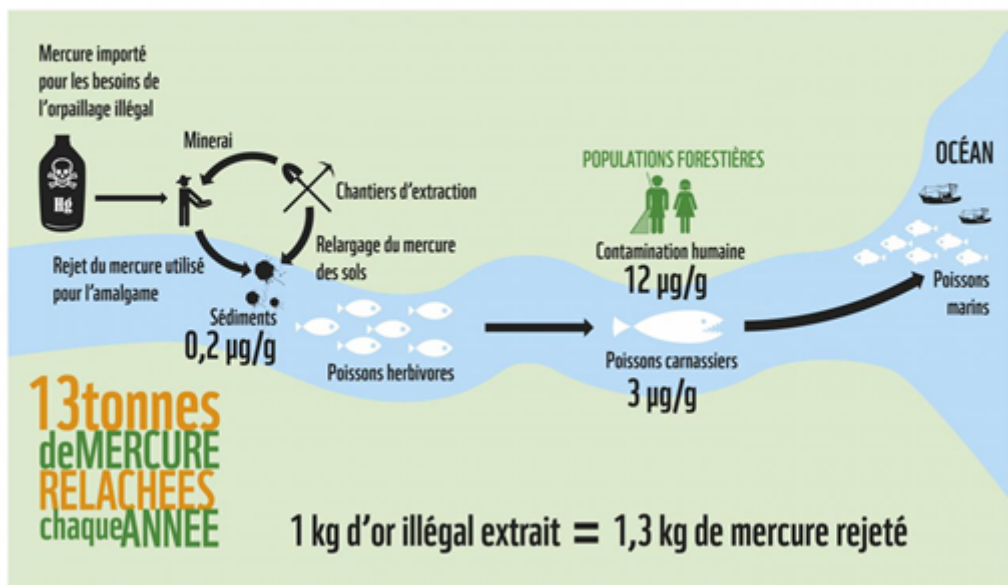 Mercure importé
pour les besoins de
l'orpaillage illégal
Hg
Minerai
Chantiers d'extraction
Rejet du mercure utilisé
pour l'amalgame
Relargage du mercure
des sols
Sédiments
0,2 µg/g
Poissons herbivores
POPULATIONS FORESTIÈRES
Contamination humaine
12 µg/g
Poissons carnassiers
3 µg/g
OCÉAN
Poissons
marins
13tonnes
deMERCURE
RELACHEES
chaqueANNEE
1 kg d'or illégal extrait = 1,3 kg de mercure rejeté